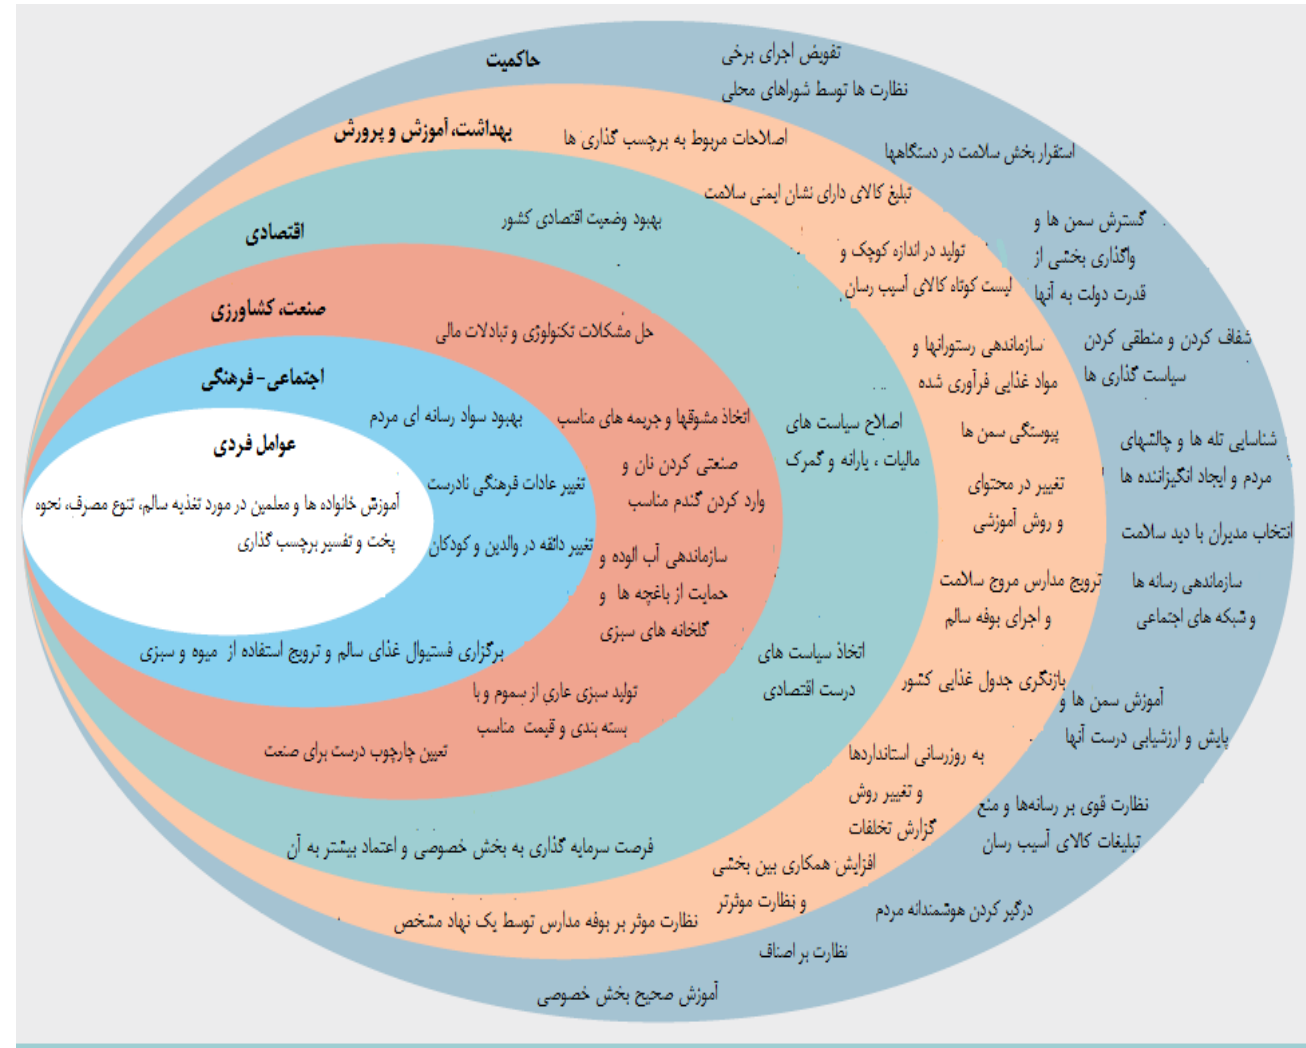 حاکمیت
تفویض اجرای برخی
نظارت ها توسط شوراهای محلی
استقرار بخش سلامت در دستگاهها
گسترش سمن ها و
واگذاری بخشی از
قدرت دولت به آنها
شفاف کردن و منطقی کردن
سیاست گذاری ها
شناسایی تله ها و چالشهای
مردم و ایجاد انگیزاننده ها
انتخاب مدیران با دید سلامت
سازماندهی رسانه ها
و شبکه های اجتماعی
آموزش سمن ها و
پایش و ارزشیابی درست آنها
نظارت قوی بر رسانه‌ها و منع
تبلیغات کالای آسیب رسان
درگیر کردن هوشمندانه مردم
نظارت بر اصناف
آموزش صحیح بخش خصوصی
بهداشت، آموزش و پرورش
اصلاحات مربوط به برچسب گذاری ها
تبلیغ کالای دارای نشان ایمنی سلامت
تولید در اندازه کوچک و
لیست کوتاه کالای آسیب رسان
سازماندهی رستورانها و
مواد غذایی فرآوری شده
پیوستگی سمن ها
تغییر در محتوای
و روش آموزشی
ترویج مدارس مروج سلامت
و اجرای بوفه سالم
بازنگری جدول غذایی کشور
به روزرسانی استانداردها
و تغییر روش
گزارش تخلفات
افزایش همکاری بین بخشی
و نظارت موثرتر
نظارت موثر بر بوفه مدارس توسط یک نهاد مشخص
اقتصادی
بهبود وضعیت اقتصادی کشور
اصلاح سیاست های
مالیات ، یارانه و گمرک
اتخاذ سیاست های
درست اقتصادی
فرصت سرمایه گذاری به بخش خصوصی و اعتماد بیشتر به آن
صنعت، کشاورزی
حل مشکلات تکنولوژی و تبادلات مالی
اتخاذ مشوقها و جریمه های مناسب
صنعتی کردن نان و
وارد کردن گندم مناسب
سازماندهی آب الوده و
حمایت از باغچه ها و
گلخانه های سبزی
تولید سبزی عاری از سموم و با
بسته بندی و قیمت مناسب
تعیین چارچوب درست برای صنعت
اجتماعی- فرهنگی
بهبود سواد رسانه ای مردم
تغییر عادات فرهنگی نادرست
تغییر ذائقه در والدین و کودکان
برگزاری فستیوال غذای سالم و ترویج استفاده از میوه و سبزی
عوامل فردی
آموزش خانواده ها و معلمین در مورد تغذیه سالم، تنوع مصرف، نحوه
پخت و تفسیر برچسب گذاری